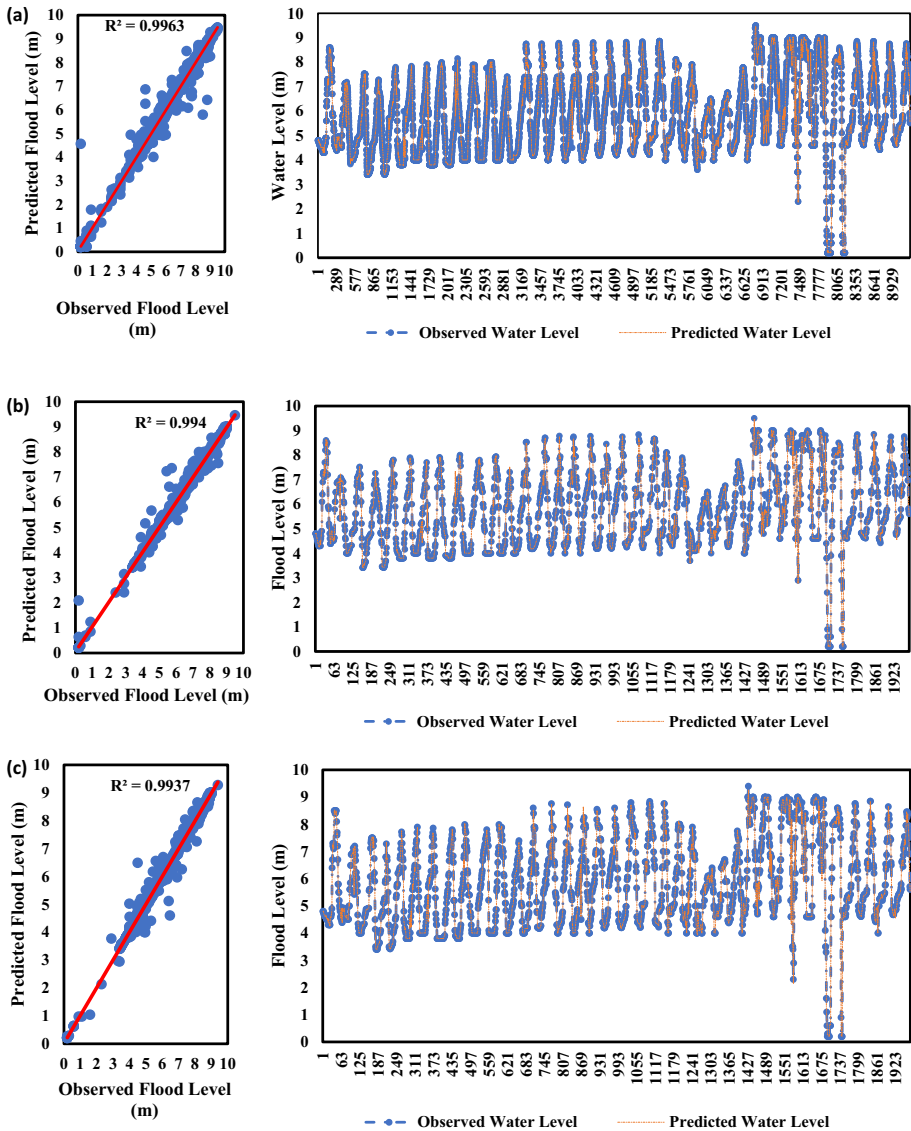 (a)
R² = 0.9963
Predicted Flood Level (m)
10
9
8
7
6
5
4
3
2
1
0
0 1 2 3 4 5 6 7 8 9 10
Observed Flood Level
(m)
Water Level (m)
10
9
8
7
6
5
4
3
2
1
0
1 289 577 865 1153 1441 1729 2017 2305 2593 2881 3169 3457 3745 4033 4321 4609 4897 5185 5473 5761 6049 6337 6625 6913 7201 7489 7777 8065 8353 8641 8929
Observed Water Level Predicted Water Level
(b)
R² = 0.994
Predicted Flood Level (m)
10
9
8
7
6
5
4
3
2
1
0
0 1 2 3 4 5 6 7 8 9 10
Observed Flood Level (m)
Flood Level (m)
10
9
8
7
6
5
4
3
2
1
0
1 63 125 187 249 311 373 435 497 559 621 683 745 807 869 931 993 1055 1117 1179 1241 1303 1365 1427 1489 1551 1613 1675 1737 1799 1861 1923
Observed Water Level Predicted Water Level
(c)
R² = 0.9937
Predicted Flood Level (m)
10
9
8
7
6
5
4
3
2
1
0
0 1 2 3 4 5 6 7 8 9 10
Observed Flood Level
(m)
Flood Level (m)
10
9
8
7
6
5
4
3
2
1
0
1 63 125 187 249 311 373 435 497 559 621 683 745 807 869 931 993 1055 1117 1179 1241 1303 1365 1427 1489 1551 1613 1675 1737 1799 1861 1923
Observed Water Level Predicted Water Level